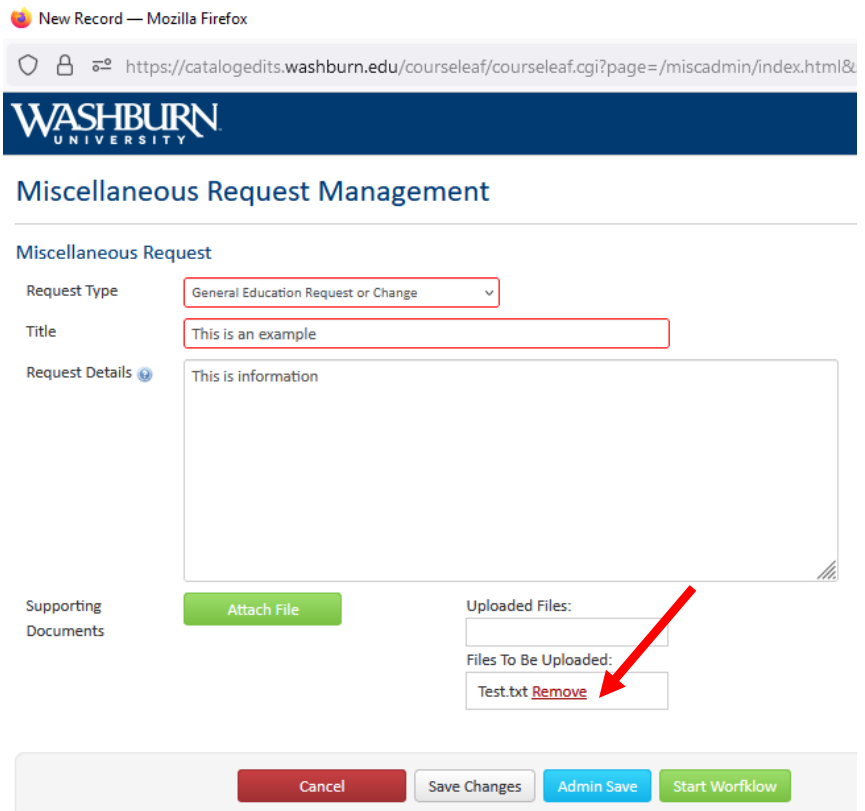 New Record — Mozilla Firefox
https://catalogedits.washburn.edu/courseleaf/courseleaf.cgi?page=/miscadmin/index.html&
WASHBURN
UNIVERSITY
Miscellaneous Request Management
Miscellaneous Request
Request Type General Education Request or Change
Title This is an example
Request Details This is information
Supporting Documents Attach File Uploaded Files:
Files To Be Uploaded:
Test.txt Remove
Cancel Save Changes Admin Save Start Worfklow